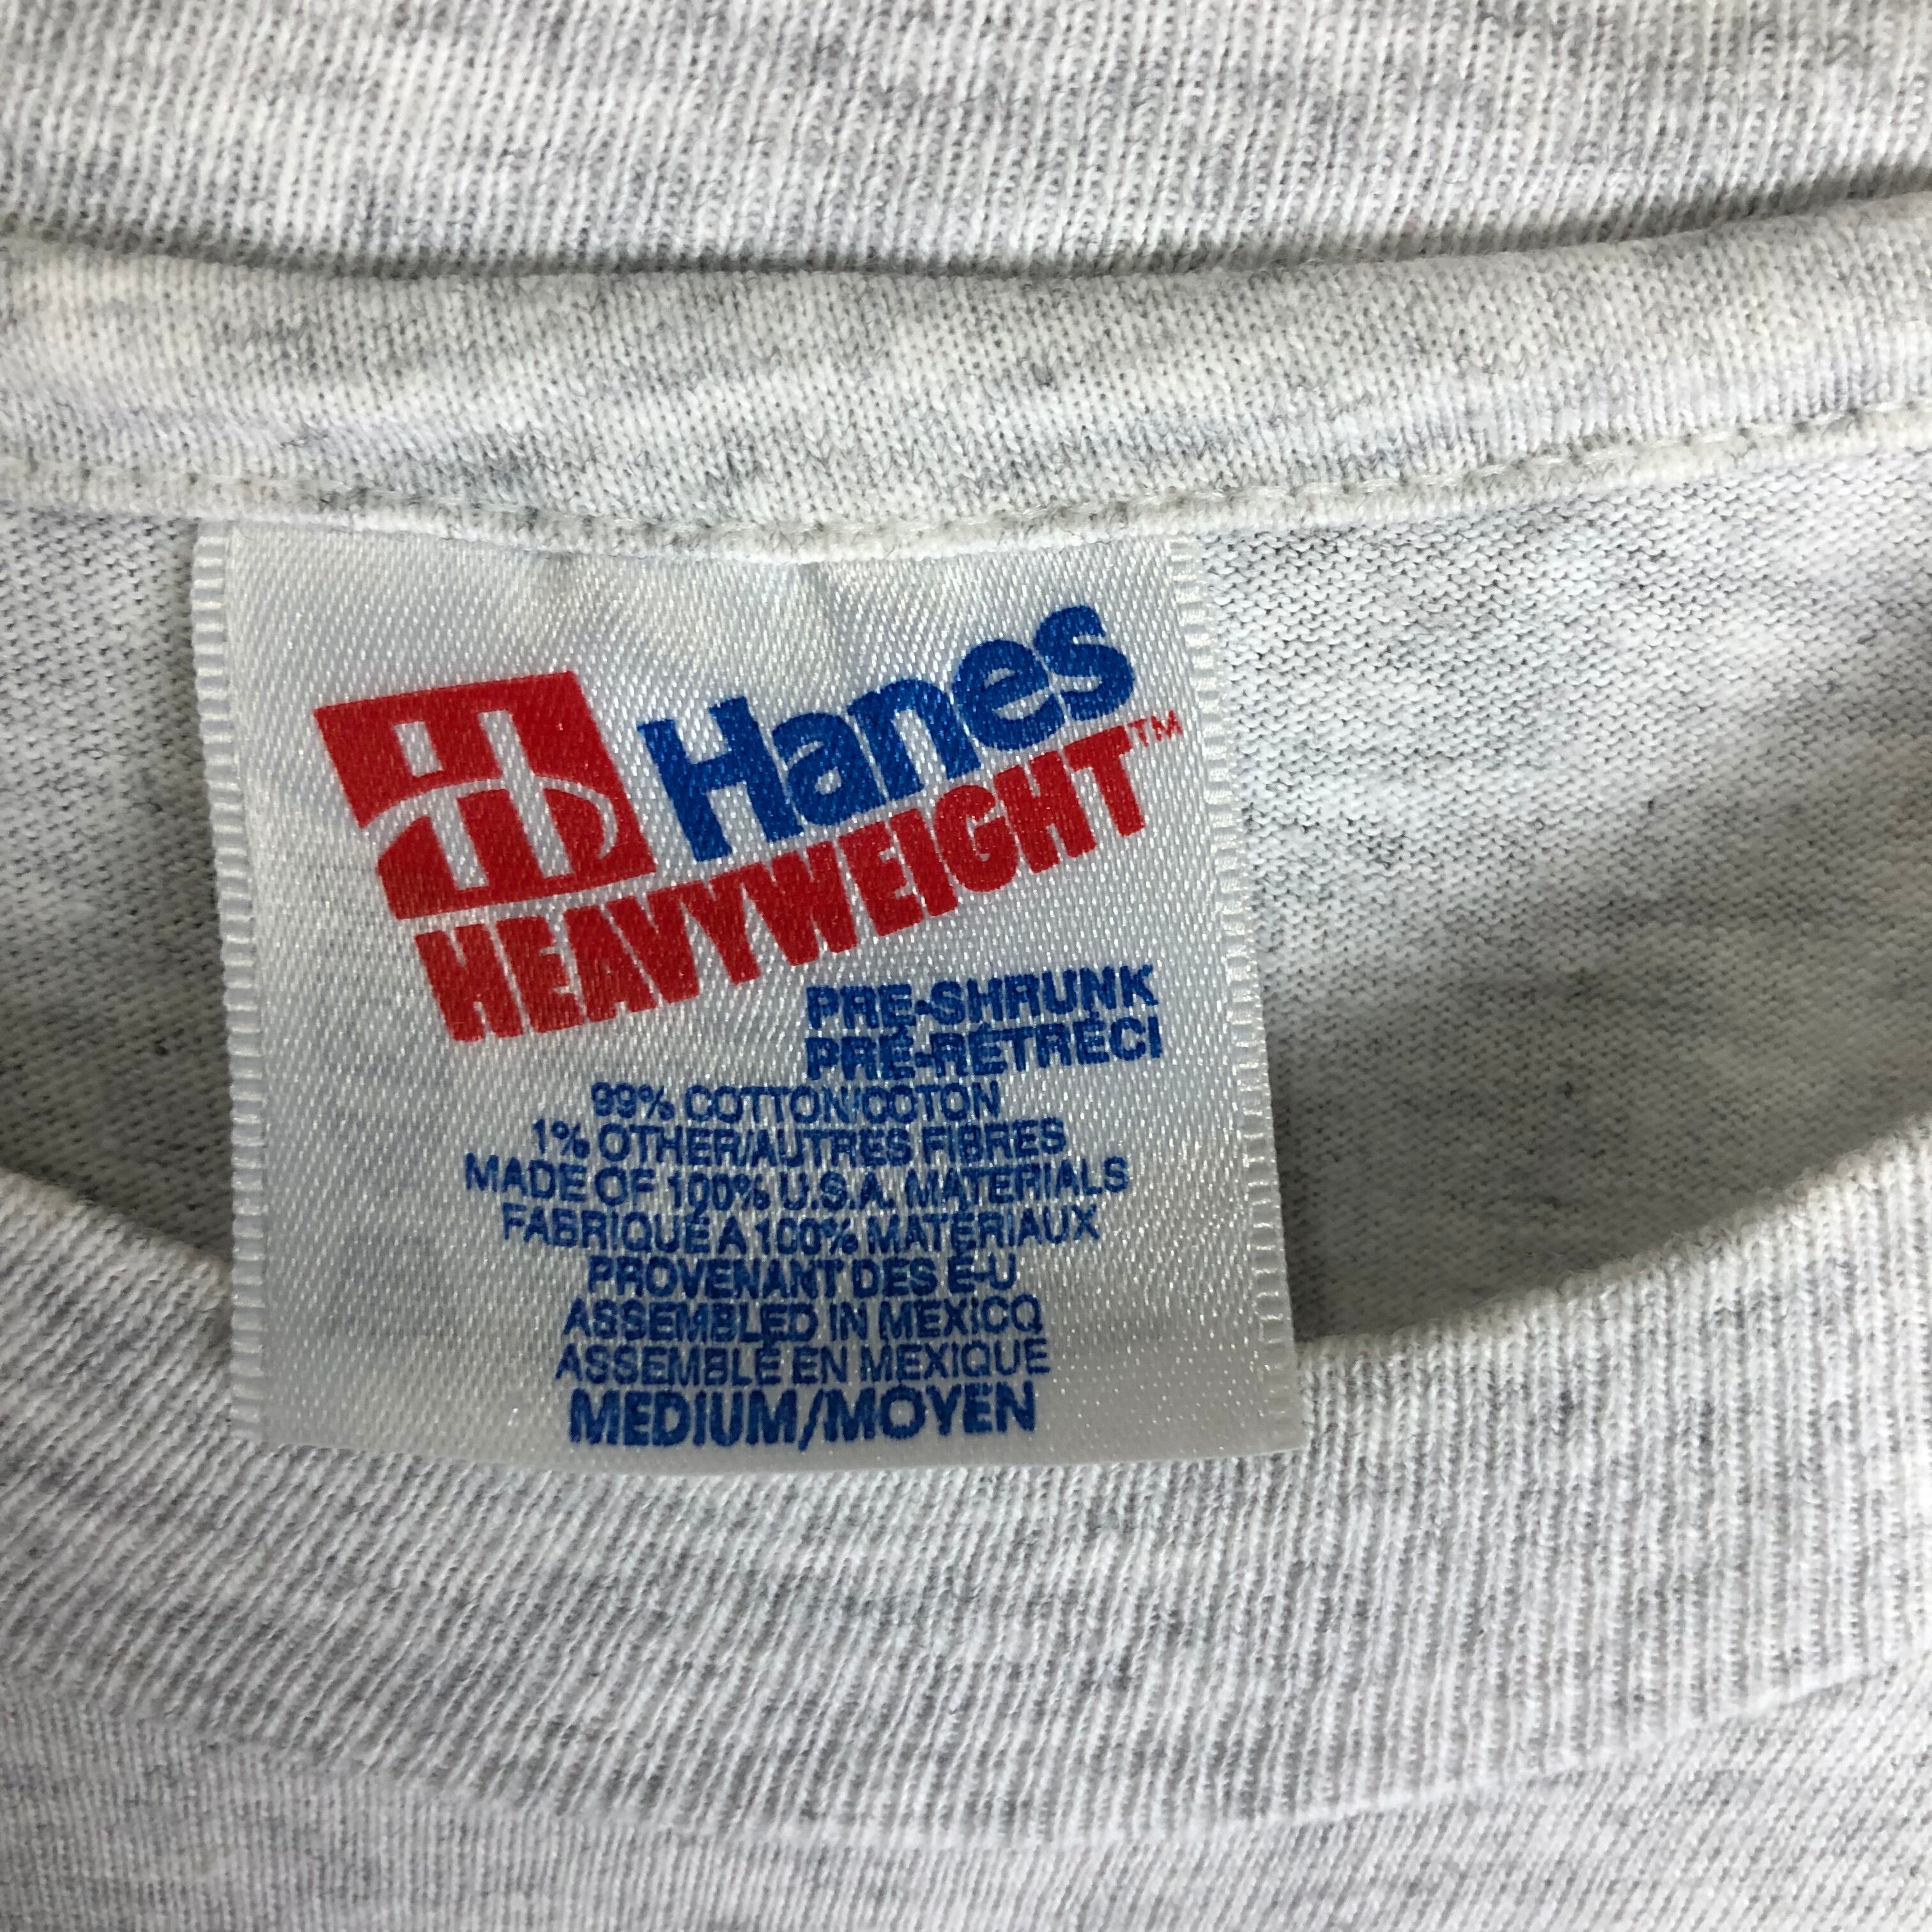 Hanes
HEAVYWEIGHT™
PRE-SHRUNK
PRÉ-RÉTRÉCI
99% COTTON/COTON
1% OTHER/AUTRES FIBRES
MADE OF 100% U.S.A. MATERIALS
FABRIQUÉ A 100% MATÉRIAUX
PROVENANT DES É-U
ASSEMBLED IN MEXICO
ASSEMBLÉ EN MEXIQUE
MEDIUM/MOYEN